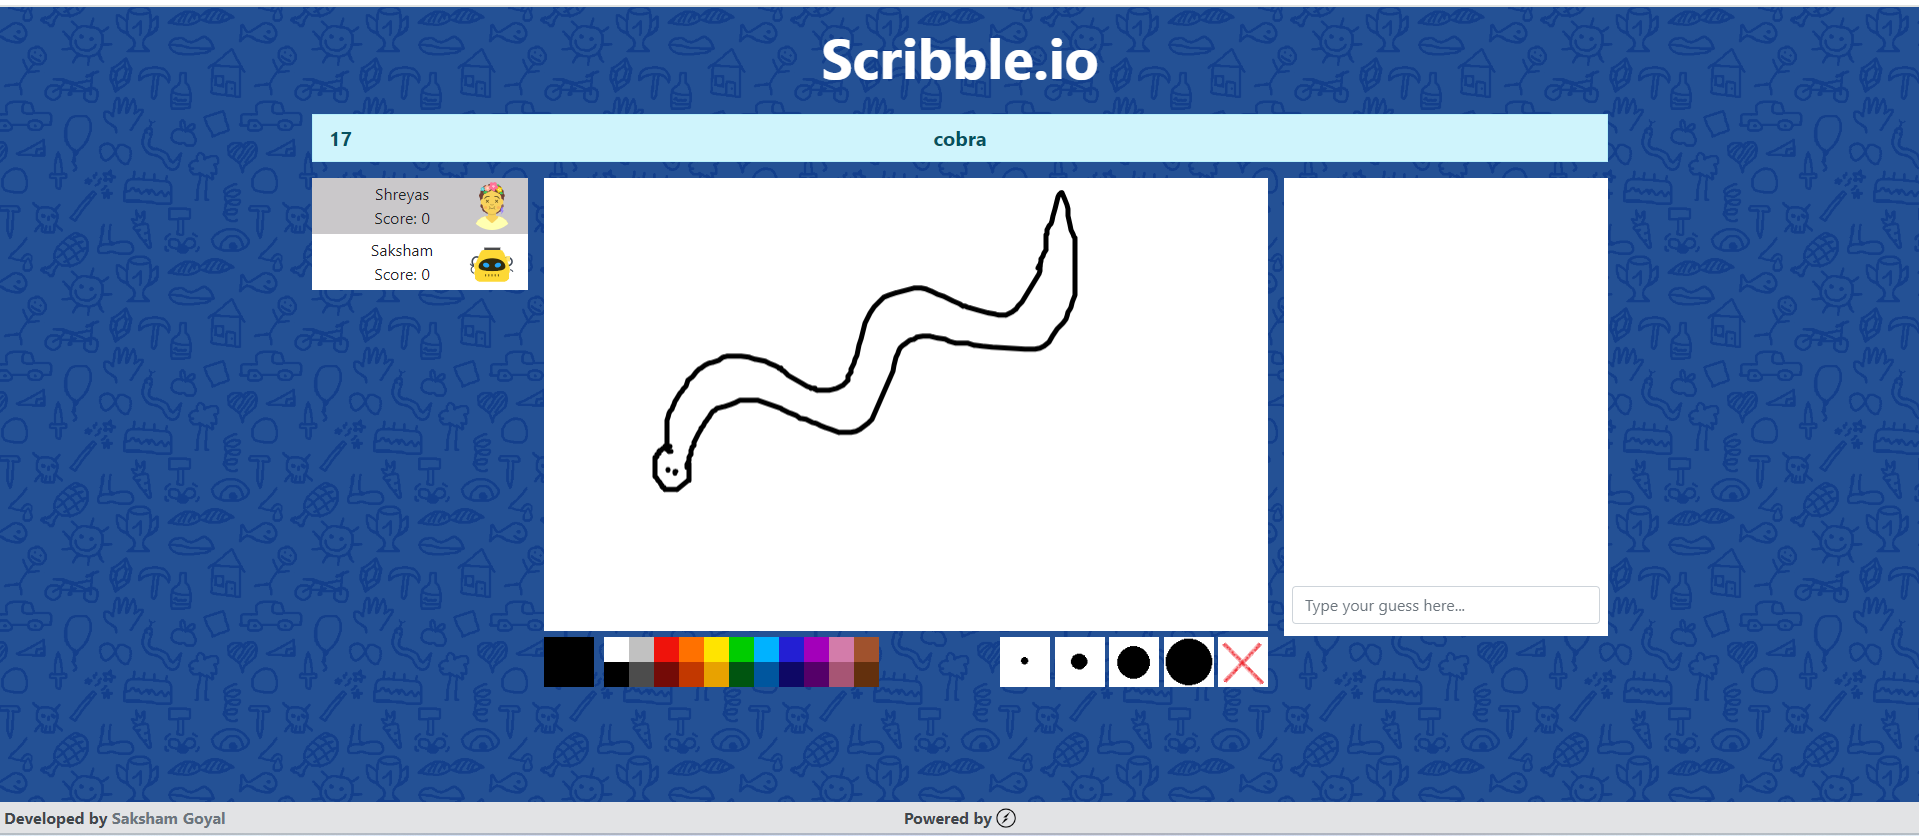 Scribble.io
17
cobra
Shreyas
Score: 0
Saksham
Score: 0
Type your guess here...
Developed by Saksham Goyal
Powered by